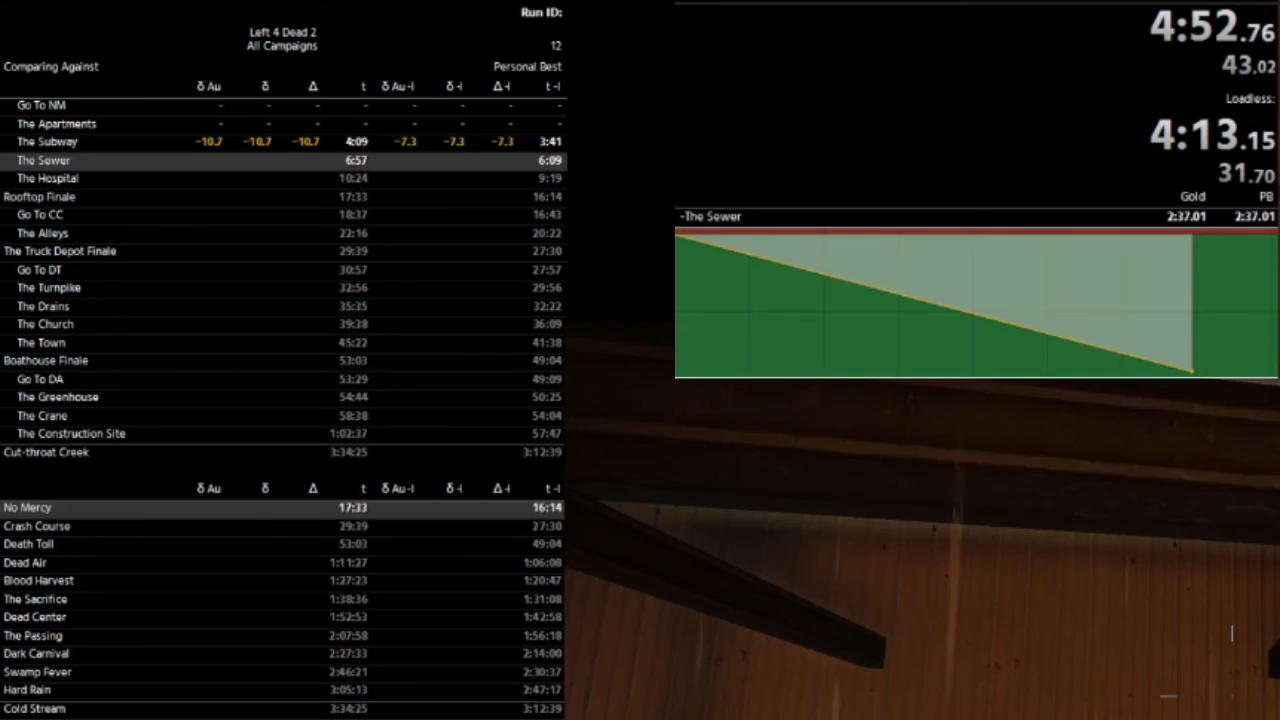 Run ID:
Left 4 Dead 2
All Campaigns
12
Comparing Against Personal Best
δ Au δ Δ t δ Au -l δ -l Δ -l t -l
Go To NM - - - - - - - -
The Apartments - - - - - - - -
The Subway −10.7 −10.7 −10.7 4:09 −7.3 −7.3 −7.3 3:41
The Sewer 6:57 6:09
The Hospital 10:24 9:19
Rooftop Finale 17:33 16:14
Go To CC 18:37 16:43
The Alleys 22:16 20:22
The Truck Depot Finale 29:39 27:30
Go To DT 30:57 27:57
The Turnpike 32:56 29:56
The Drains 35:35 32:22
The Church 39:38 36:09
The Town 45:22 41:38
Boathouse Finale 53:03 49:04
Go To DA 53:29 49:09
The Greenhouse 54:44 50:25
The Crane 58:38 54:04
The Construction Site 1:02:37 57:47
Cut-throat Creek 3:34:25 3:12:39
δ Au δ Δ t δ Au -l δ -l Δ -l t -l
No Mercy 17:33 16:14
Crash Course 29:39 27:30
Death Toll 53:03 49:04
Dead Air 1:11:27 1:06:08
Blood Harvest 1:27:23 1:20:47
The Sacrifice 1:38:36 1:31:08
Dead Center 1:52:53 1:42:58
The Passing 2:07:58 1:56:18
Dark Carnival 2:27:33 2:14:00
Swamp Fever 2:46:21 2:30:37
Hard Rain 3:05:13 2:47:17
Cold Stream 3:34:25 3:12:39
4:52.76
43.02
Loadless:
4:13.15
31.70
Gold PB
-The Sewer 2:37.01 2:37.01